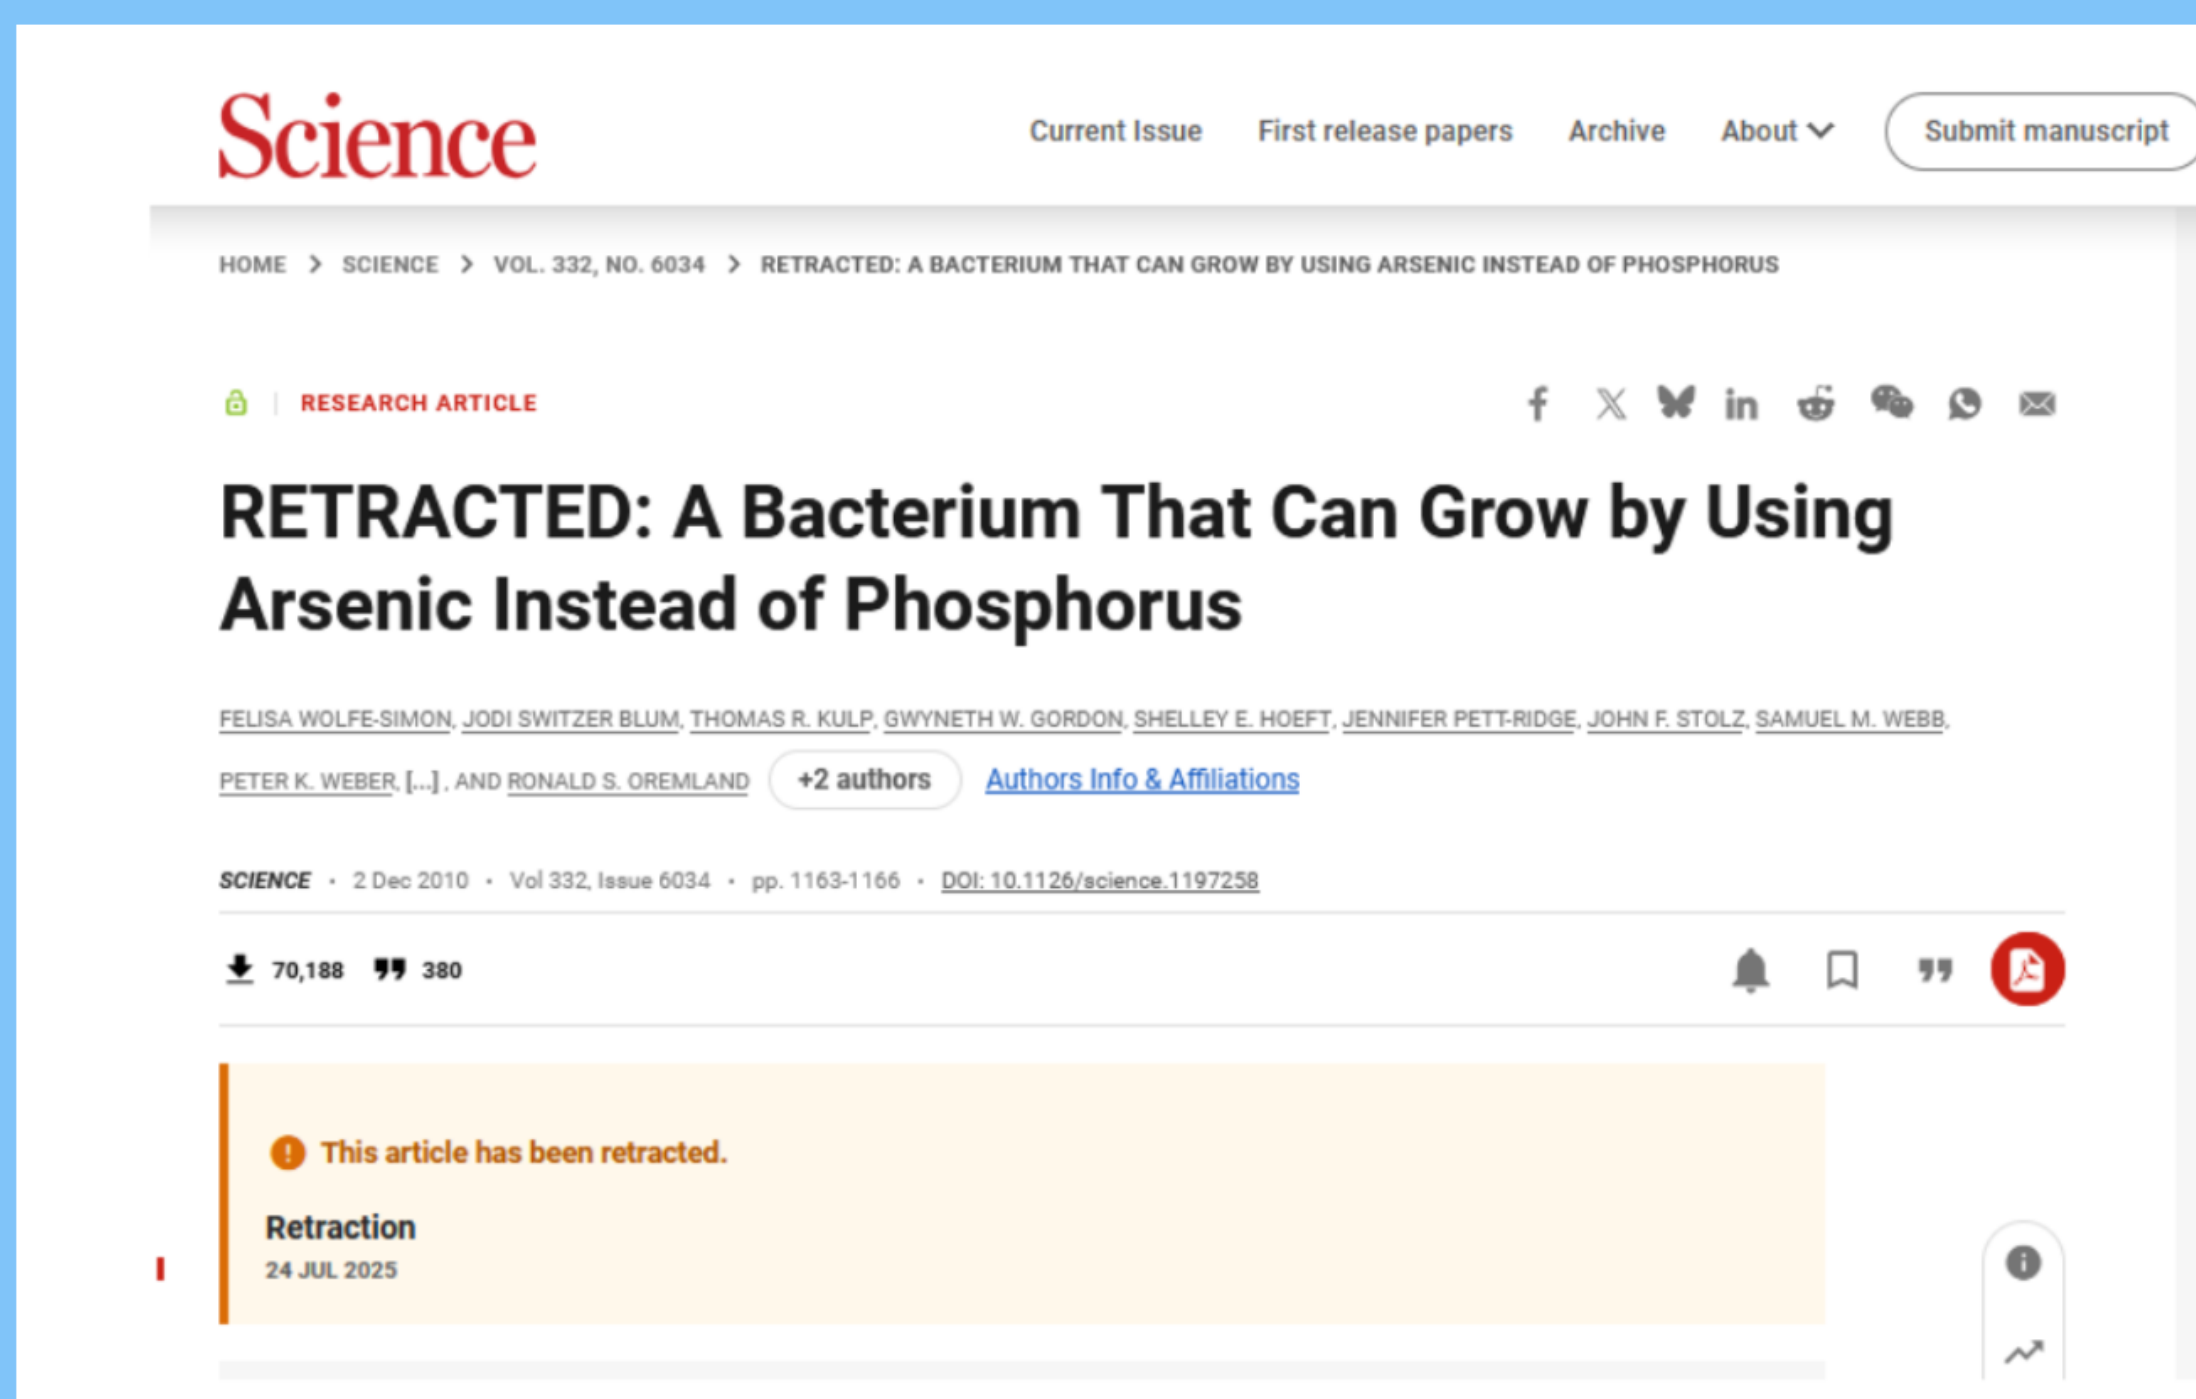 Science
Current Issue First release papers Archive About Submit manuscript
HOME > SCIENCE > VOL. 332, NO. 6034 > RETRACTED: A BACTERIUM THAT CAN GROW BY USING ARSENIC INSTEAD OF PHOSPHORUS
RESEARCH ARTICLE
RETRACTED: A Bacterium That Can Grow by Using
Arsenic Instead of Phosphorus
FELISA WOLFE-SIMON, JODI SWITZER BLUM, THOMAS R. KULP, GWYNETH W. GORDON, SHELLEY E. HOEFT, JENNIFER PETT-RIDGE, JOHN F. STOLZ, SAMUEL M. WEBB,
PETER K. WEBER, [...] , AND RONALD S. OREMLAND +2 authors Authors Info & Affiliations
SCIENCE • 2 Dec 2010 • Vol 332, Issue 6034 • pp. 1163-1166 • DOI: 10.1126/science.1197258
70,188 380
This article has been retracted.
Retraction
24 JUL 2025